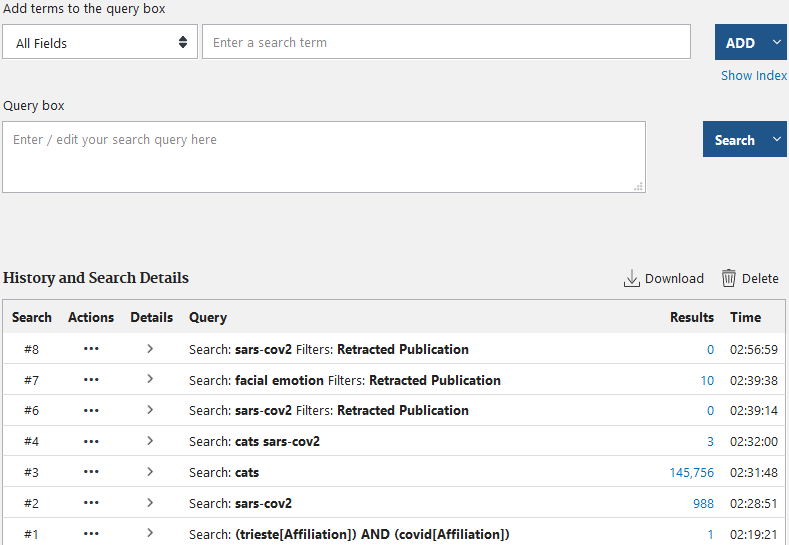 Add terms to the query box
All Fields
Enter a search term
ADD
Show Index
Query box
Enter / edit your search query here
Search
History and Search Details
Download
Delete
Search Actions Details Query Results Time
#8 ••• Search: sars-cov2 Filters: Retracted Publication 0 02:56:59
#7 ••• Search: facial emotion Filters: Retracted Publication 10 02:39:38
#6 ••• Search: sars-cov2 Filters: Retracted Publication 0 02:39:14
#4 ••• Search: cats sars-cov2 3 02:32:00
#3 ••• Search: cats 145,756 02:31:48
#2 ••• Search: sars-cov2 988 02:28:51
#1 ••• Search: (trieste[Affiliation]) AND (covid[Affiliation]) 1 02:19:21